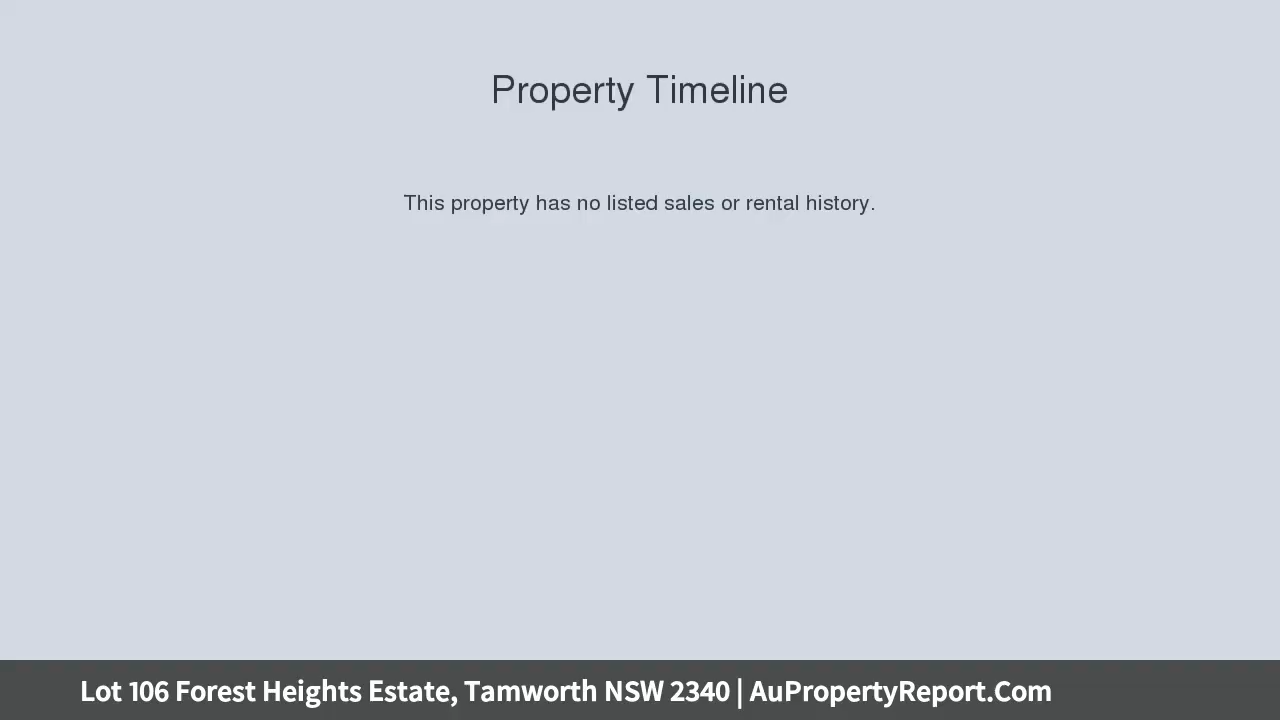 Property Timeline
This property has no listed sales or rental history.
Lot 106 Forest Heights Estate, Tamworth NSW 2340 | AuPropertyReport.Com